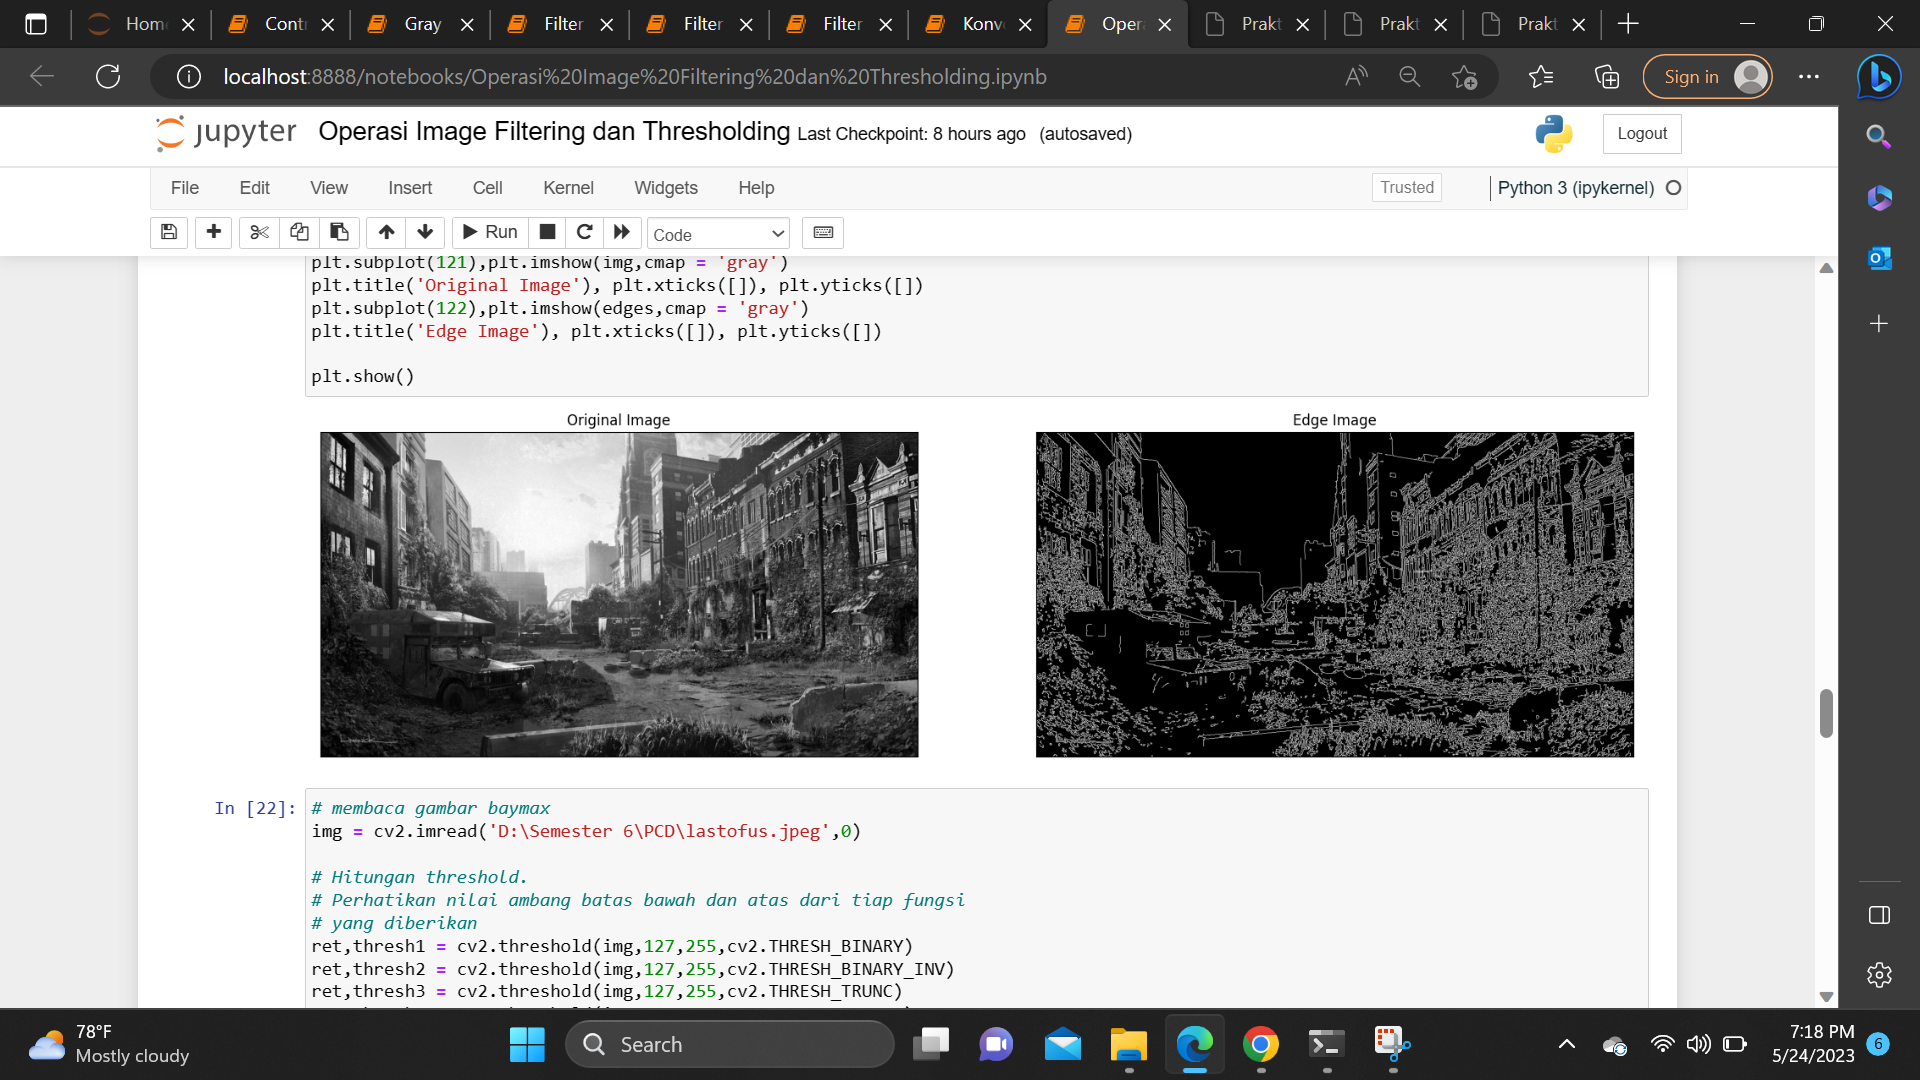 Hom
Cont
Gray
Filter
Filter
Filter
Konv
Oper
Prakt
Prakt
Prakt
localhost:8888/notebooks/Operasi%20Image%20Filtering%20dan%20Thresholding.ipynb
Sign in
jupyter Operasi Image Filtering dan Thresholding Last Checkpoint: 8 hours ago (autosaved)
Logout
File Edit View Insert Cell Kernel Widgets Help
Trusted
Python 3 (ipykernel)
Run
Code
plt.subplot(121),plt.imshow(img,cmap = 'gray')
plt.title('Original Image'), plt.xticks([]), plt.yticks([])
plt.subplot(122),plt.imshow(edges,cmap = 'gray')
plt.title('Edge Image'), plt.xticks([]), plt.yticks([])
plt.show()
Original Image
Edge Image
In [22]:
# membaca gambar baymax
img = cv2.imread('D:\Semester 6\PCD\lastofus.jpeg',0)
# Hitungan threshold.
# Perhatikan nilai ambang batas bawah dan atas dari tiap fungsi
# yang diberikan
ret,thresh1 = cv2.threshold(img,127,255,cv2.THRESH_BINARY)
ret,thresh2 = cv2.threshold(img,127,255,cv2.THRESH_BINARY_INV)
ret,thresh3 = cv2.threshold(img,127,255,cv2.THRESH_TRUNC)
78°F
Mostly cloudy
Search
7:18 PM
5/24/2023
6